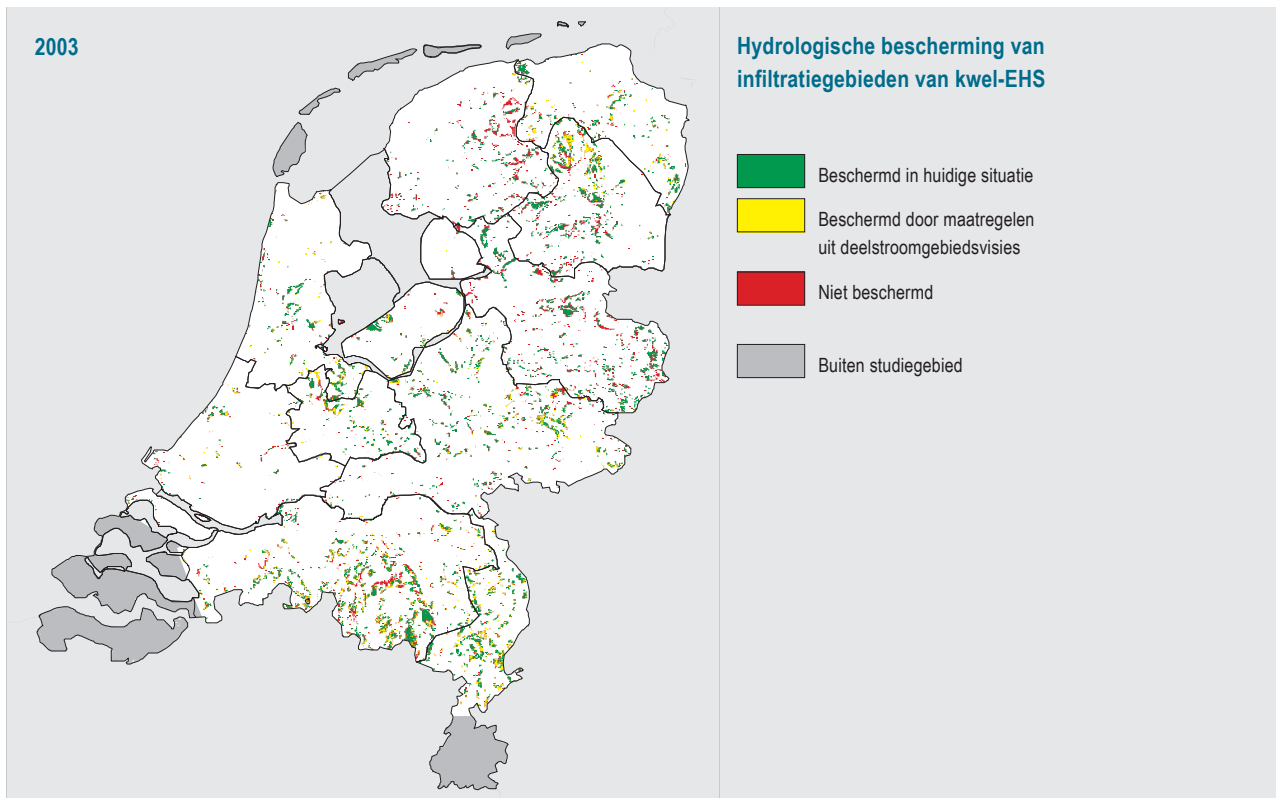 2003
Hydrologische bescherming van
infiltratiegebieden van kwel-EHS
Beschermd in huidige situatie
Beschermd door maatregelen
uit deelstroomgebiedsvisies
Niet beschermd
Buiten studiegebied